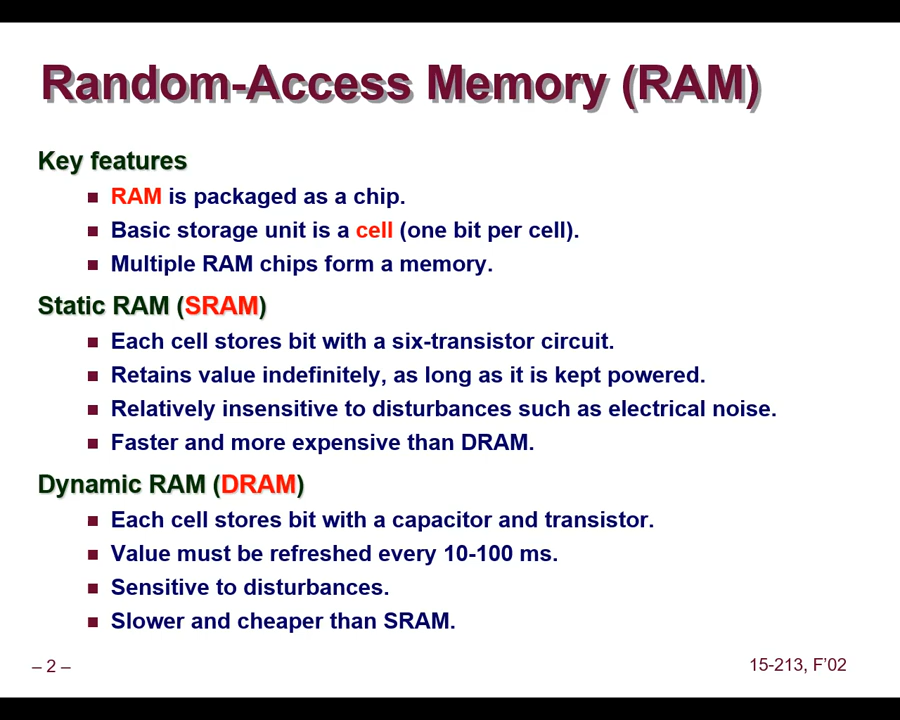 Random-Access Memory (RAM)
Key features
■ RAM is packaged as a chip.
■ Basic storage unit is a cell (one bit per cell).
■ Multiple RAM chips form a memory.
Static RAM (SRAM)
■ Each cell stores bit with a six-transistor circuit.
■ Retains value indefinitely, as long as it is kept powered.
■ Relatively insensitive to disturbances such as electrical noise.
■ Faster and more expensive than DRAM.
Dynamic RAM (DRAM)
■ Each cell stores bit with a capacitor and transistor.
■ Value must be refreshed every 10-100 ms.
■ Sensitive to disturbances.
■ Slower and cheaper than SRAM.
– 2 –
15-213, F’02